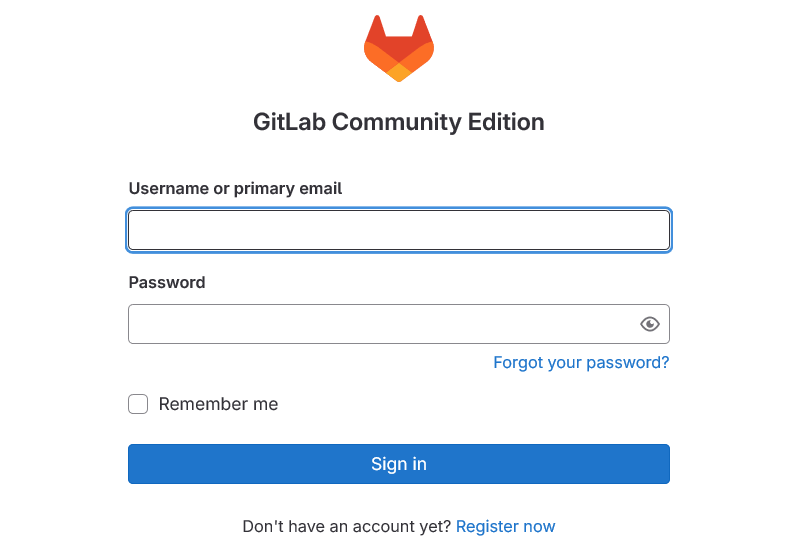 GitLab Community Edition
Username or primary email
Password
Forgot your password?
Remember me
Sign in
Don't have an account yet? Register now